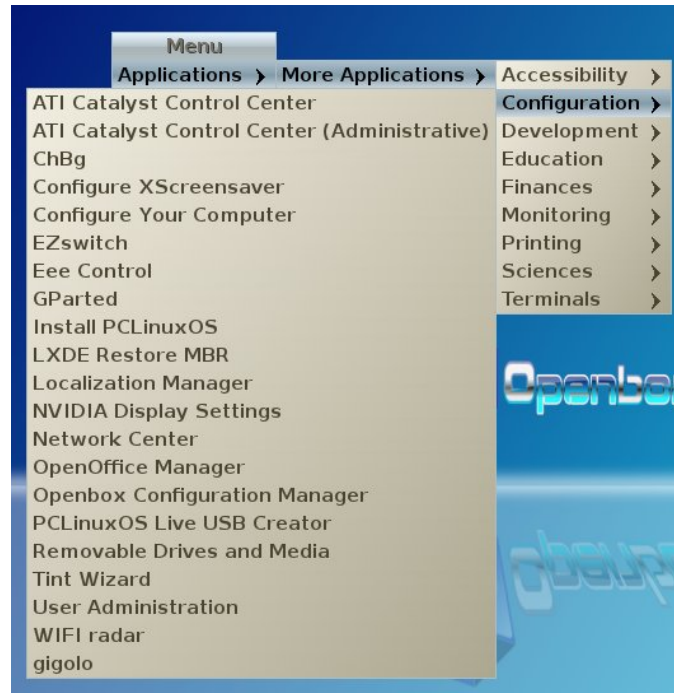 Menu
Applications
More Applications
Accessibility
Configuration
Development
Education
Finances
Monitoring
Printing
Sciences
Terminals
ATI Catalyst Control Center
ATI Catalyst Control Center (Administrative)
ChBg
Configure XScreensaver
Configure Your Computer
EZswitch
Eee Control
GParted
Install PCLinuxOS
LXDE Restore MBR
Localization Manager
NVIDIA Display Settings
Network Center
OpenOffice Manager
Openbox Configuration Manager
PCLinuxOS Live USB Creator
Removable Drives and Media
Tint Wizard
User Administration
WIFI radar
gigolo